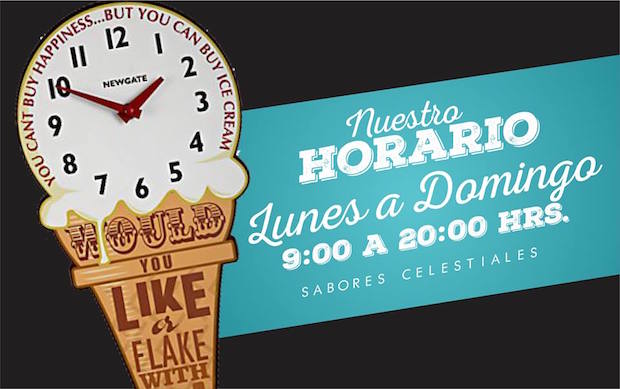 YOU CANT BUY HAPPINESS...BUT YOU CAN BUY ICE CREAM
12
11
1
10
2
NEWGATE
9
3
8
4
7
6
5
WOULD
YOU
LIKE
or
FLAKE
WITH
Nuestro
HORARIO
Lunes a Domingo
9:00 A 20:00 HRS.
SABORES CELESTIALES